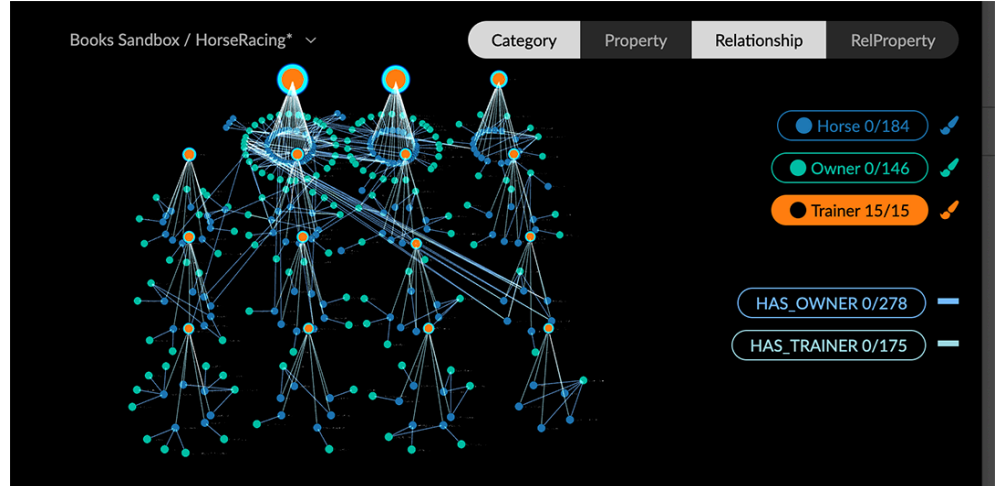 Books Sandbox / HorseRacing*
Category Property Relationship RelProperty
Horse 0/184
Owner 0/146
Trainer 15/15
HAS_OWNER 0/278
HAS_TRAINER 0/175